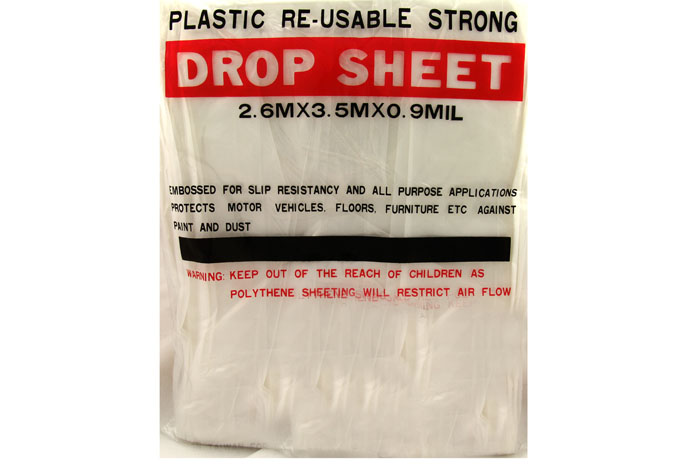 PLASTIC RE-USABLE STRONG
DROP SHEET
2.6MX3.5MX0.9MIL
EMBOSSED FOR SLIP RESISTANCY AND ALL PURPOSE APPLICATIONS
PROTECTS MOTOR VEHICLES, FLOORS, FURNITURE ETC AGAINST
PAINT AND DUST
WARNING: KEEP OUT OF THE REACH OF CHILDREN AS
POLYTHENE SHEETING WILL RESTRICT AIR FLOW